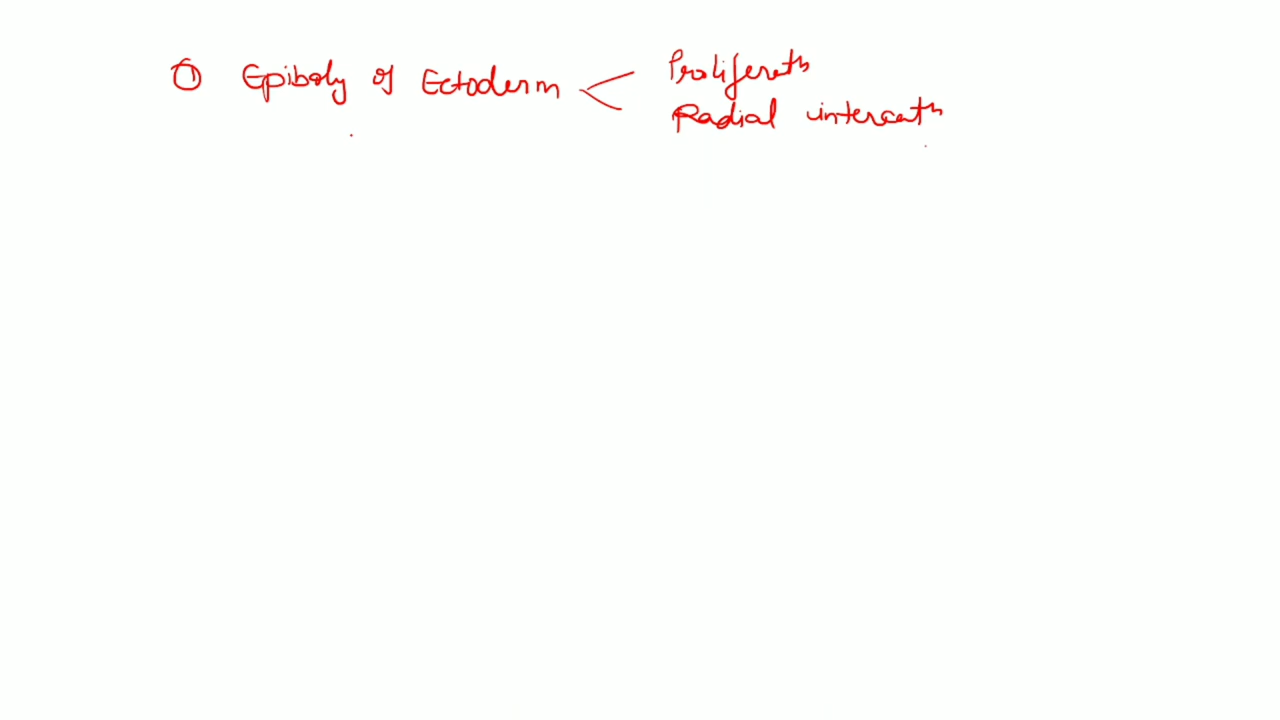 ① Epiboly of Ectoderm < Proliferatn
Radial intercatn